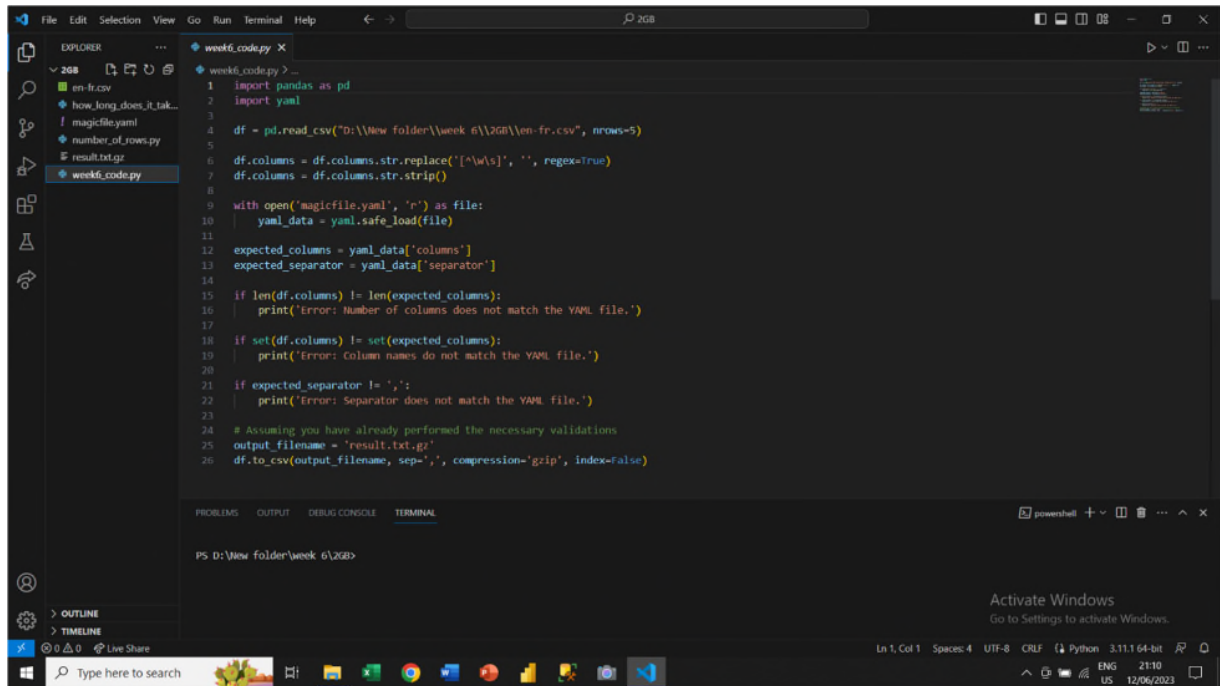 File Edit Selection View Go Run Terminal Help
2GB
EXPLORER
2GB
en-fr.csv
how_long_does_it_tak...
magicfile.yaml
number_of_rows.py
result.txt.gz
week6_code.py
OUTLINE
TIMELINE
week6_code.py
week6_code.py > ...
1 import pandas as pd
2 import yaml
3
4 df = pd.read_csv("D:\\New folder\\week 6\\2GB\\en-fr.csv", nrows=5)
5
6 df.columns = df.columns.str.replace('[^\w\s]', '', regex=True)
7 df.columns = df.columns.str.strip()
8
9 with open('magicfile.yaml', 'r') as file:
10     yaml_data = yaml.safe_load(file)
11
12 expected_columns = yaml_data['columns']
13 expected_separator = yaml_data['separator']
14
15 if len(df.columns) != len(expected_columns):
16     print('Error: Number of columns does not match the YAML file.')
17
18 if set(df.columns) != set(expected_columns):
19     print('Error: Column names do not match the YAML file.')
20
21 if expected_separator != ',':
22     print('Error: Separator does not match the YAML file.')
23
24 # Assuming you have already performed the necessary validations
25 output_filename = 'result.txt.gz'
26 df.to_csv(output_filename, sep=',', compression='gzip', index=False)
PROBLEMS OUTPUT DEBUG CONSOLE TERMINAL
powershell
PS D:\New folder\week 6\2GB>
Activate Windows
Go to Settings to activate Windows.
0 0 Live Share
Ln 1, Col 1 Spaces: 4 UTF-8 CRLF Python 3.11.1 64-bit
Type here to search
ENG
US
21:10
12/06/2023